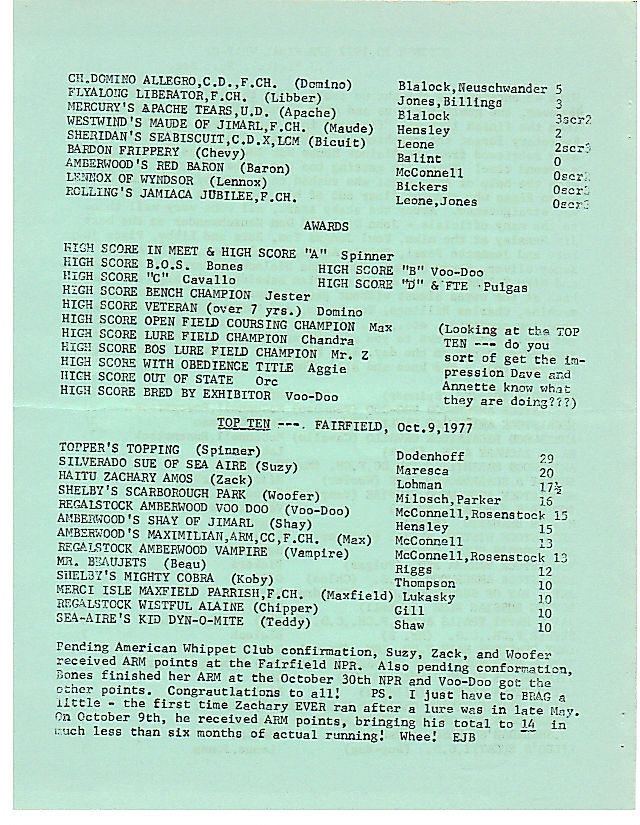 CH.DOMINO ALLEGRO,C.D.,F.CH. (Domino) Blalock,Neuschwander 5
FLYALONG LIBERATOR,F.CH. (Libber) Jones,Billings 3
MERCURY'S APACHE TEARS,U.D. (Apache) Blalock 3scr2
WESTWIND'S MAUDE OF JIMARL,F.CH. (Maude) Hensley 2
SHERIDAN'S SEABISCUIT,C.D.X,LCM (Bicuit) Leone 2scr3
BARDON FRIPPERY (Chevy) Balint 0
AMBERWOOD'S RED BARON (Baron) McConnell
LENNOX OF WYNDSOR (Lennox) Bickers
ROLLING'S JAMIACA JUBILEE,F.CH. Leone,Jones
AWARDS
HIGH SCORE IN MEET & HIGH SCORE "A" Spinner
HIGH SCORE B.O.S. Bones HIGH SCORE "B" Voo-Doo
HIGH SCORE "C" Cavallo HIGH SCORE "D" & FTE Pulgas
HIGH SCORE BENCH CHAMPION Jester
HIGH SCORE VETERAN (over 7 yrs.) Domino
HIGH SCORE OPEN FIELD COURSING CHAMPION Max
HIGH SCORE LURE FIELD CHAMPION Chandra
HIGH SCORE BOS LURE FIELD CHAMPION Mr. Z
HIGH SCORE WITH OBEDIENCE TITLE Aggie
HIGH SCORE OUT OF STATE Orc
HIGH SCORE BRED BY EXHIBITOR Voo-Doo
(Looking at the TOP
TEN --- do you
sort of get the im-
pression Dave and
Annette know what
they are doing???)
TOP TEN ---. FAIRFIELD, Oct.9,1977
TOPPER'S TOPPING (Spinner) Dodenhoff 29
SILVERADO SUE OF SEA AIRE (Suzy) Maresca 20
HAITU ZACHARY AMOS (Zack) Lohman 17½
SHELBY'S SCARBOROUGH PARK (Woofer) Milosch,Parker 16
REGALSTOCK AMBERWOOD VOO DOO (Voo-Doo) McConnell,Rosenstock 15
AMBERWOOD'S SHAY OF JIMARL (Shay) Hensley 15
AMBERWOOD'S MAXIMILIAN,ARM,CC,F.CH. (Max) McConnell 13
REGALSTOCK AMBERWOOD VAMPIRE (Vampire) McConnell,Rosenstock 13
MR. BEAUJETS (Beau) Riggs 12
SHELBY'S MIGHTY COBRA (Koby) Thompson 10
MERCI ISLE MAXFIELD PARRISH,F.CH. (Maxfield) Lukasky 10
REGALSTOCK WISTFUL ALAINE (Chipper) Gill 10
SEA-AIRE'S KID DYN-O-MITE (Teddy) Shaw 10
Pending American Whippet Club confirmation, Suzy, Zack, and Woofer
received ARM points at the Fairfield NPR. Also pending conformation,
Bones finished her ARM at the October 30th NPR and Voo-Doo got the
other points. Congrautlations to all! PS. I just have to BRAG a
little - the first time Zachary EVER ran after a lure was in late May.
On October 9th, he received ARM points, bringing his total to 14 in
much less than six months of actual running! Whee! EJB